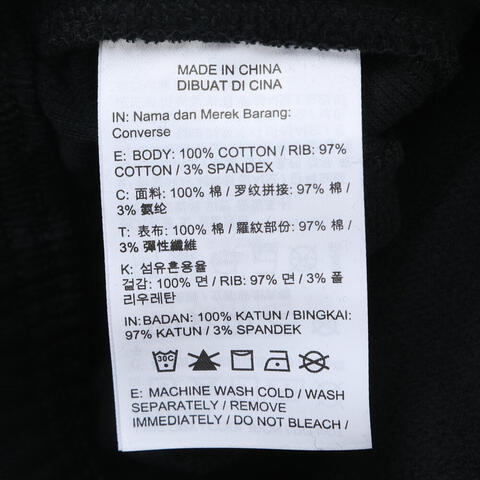 MADE IN CHINA
DIBUAT DI CINA
IN: Nama dan Merek Barang:
Converse
E: BODY: 100% COTTON / RIB: 97%
COTTON / 3% SPANDEX
C: 面料: 100% 棉 / 罗纹拼接: 97% 棉 /
3% 氨纶
T: 表布: 100% 棉 / 羅紋部份: 97% 棉 /
3% 彈性纖維
K: 섬유혼용율
겉감: 100% 면 / RIB: 97% 면 / 3% 폴
리우레탄
IN: BADAN: 100% KATUN / BINGKAI:
97% KATUN / 3% SPANDEK
30C
E: MACHINE WASH COLD / WASH
SEPARATELY / REMOVE
IMMEDIATELY / DO NOT BLEACH /